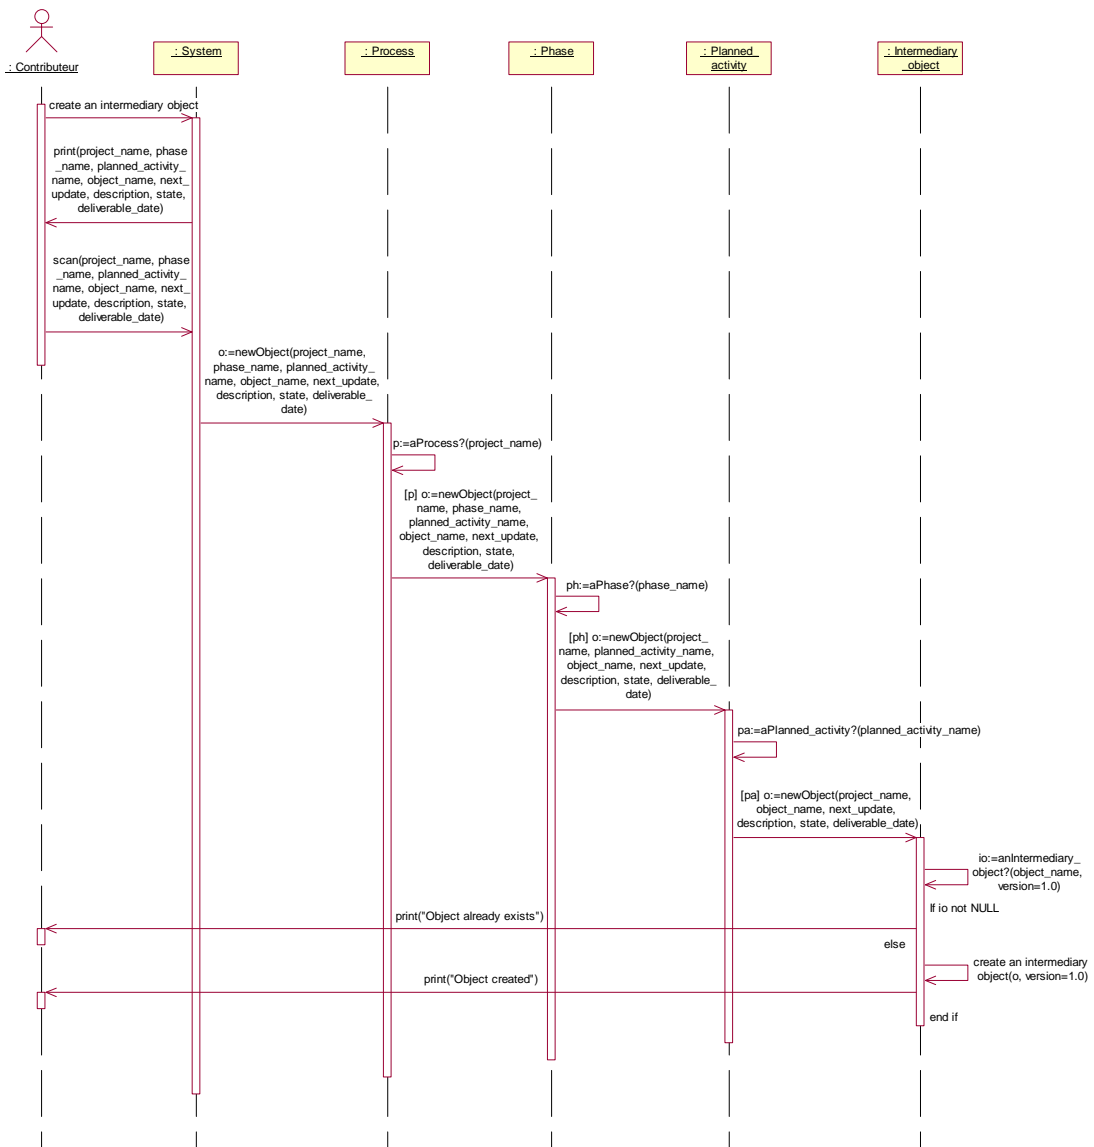 : Contributeur
: System
: Process
: Phase
: Planned_
activity
: Intermediary
_object
create an intermediary object
print(project_name, phase
_name, planned_activity_
name, object_name, next_
update, description, state,
deliverable_date)
scan(project_name, phase
_name, planned_activity_
name, object_name, next_
update, description, state,
deliverable_date)
o:=newObject(project_name,
phase_name, planned_activity_
name, object_name, next_update,
description, state, deliverable_
date)
p:=aProcess?(project_name)
[p] o:=newObject(project_
name, phase_name,
planned_activity_name,
object_name, next_update,
description, state,
deliverable_date)
ph:=aPhase?(phase_name)
[ph] o:=newObject(project_
name, planned_activity_name,
object_name, next_update,
description, state, deliverable_
date)
pa:=aPlanned_activity?(planned_activity_name)
[pa] o:=newObject(project_name,
object_name, next_update,
description, state, deliverable_date)
io:=anIntermediary_
object?(object_name,
version=1.0)
If io not NULL
print("Object already exists")
else
create an intermediary
object(o, version=1.0)
print("Object created")
end if